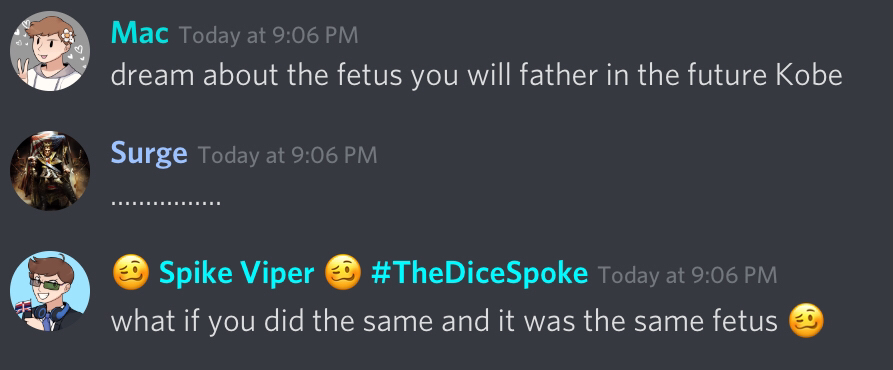 Mac Today at 9:06 PM
dream about the fetus you will father in the future Kobe
Surge Today at 9:06 PM
................
🥴 Spike Viper 🥴 #TheDiceSpoke Today at 9:06 PM
what if you did the same and it was the same fetus 🥴